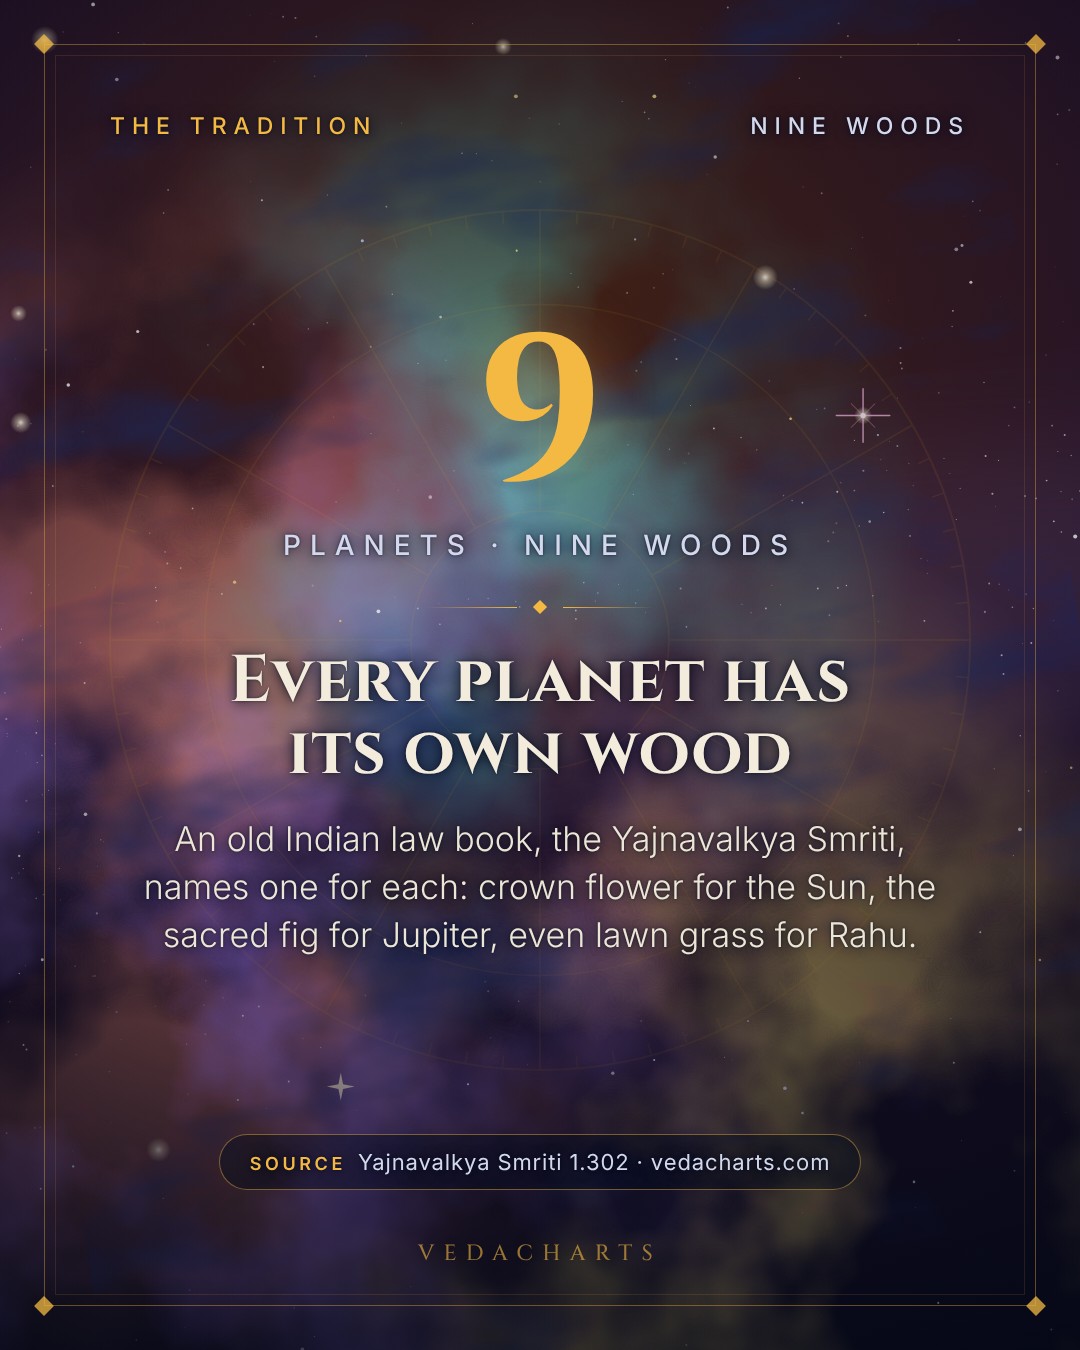 THE TRADITION
NINE WOODS
9
PLANETS · NINE WOODS
EVERY PLANET HAS
ITS OWN WOOD
An old Indian law book, the Yajnavalkya Smriti,
names one for each: crown flower for the Sun, the
sacred fig for Jupiter, even lawn grass for Rahu.
SOURCE Yajnavalkya Smriti 1.302 · vedacharts.com
VEDACHARTS